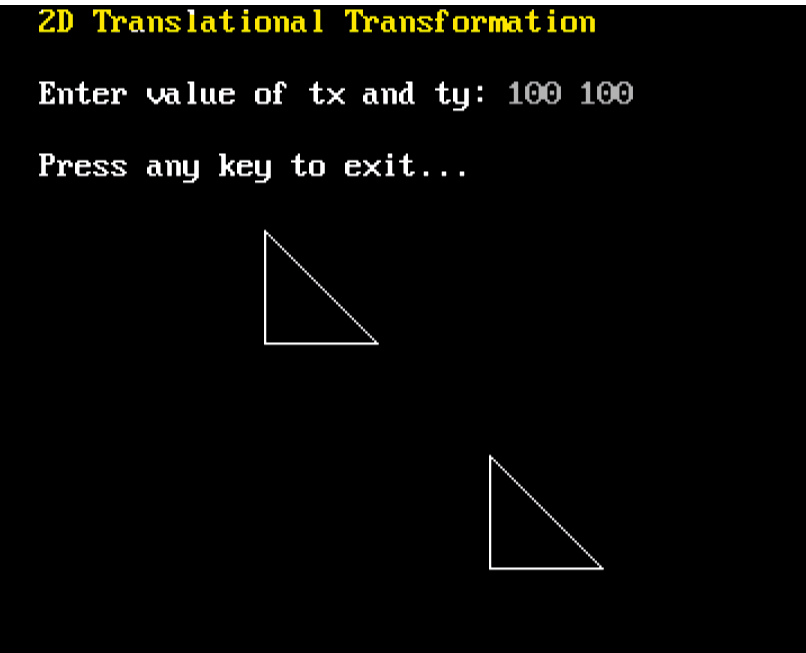 2D Translational Transformation
Enter value of tx and ty: 100 100
Press any key to exit...